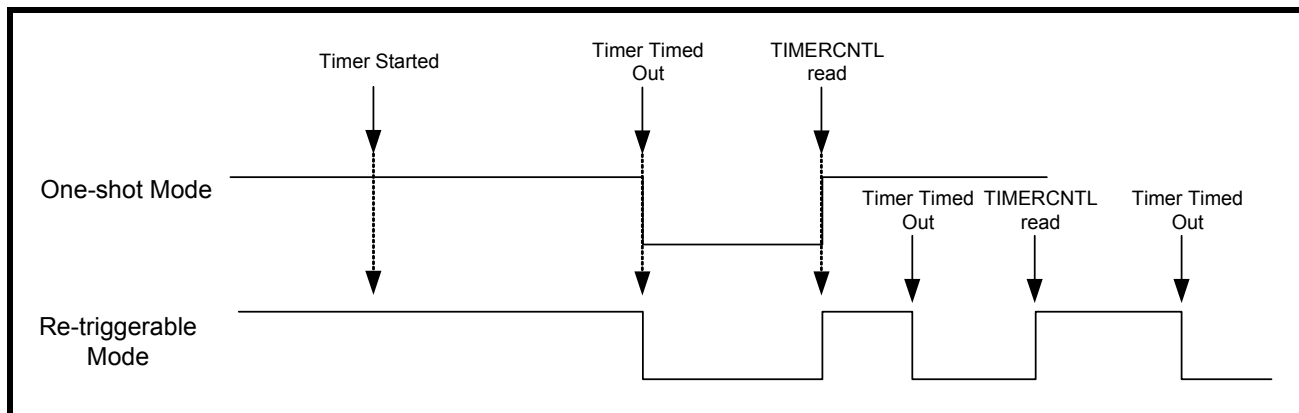 Timer Started
Timer Timed
Out
TIMERCNTL
read
One-shot Mode
Timer Timed
Out
TIMERCNTL
read
Timer Timed
Out
Re-triggerable
Mode